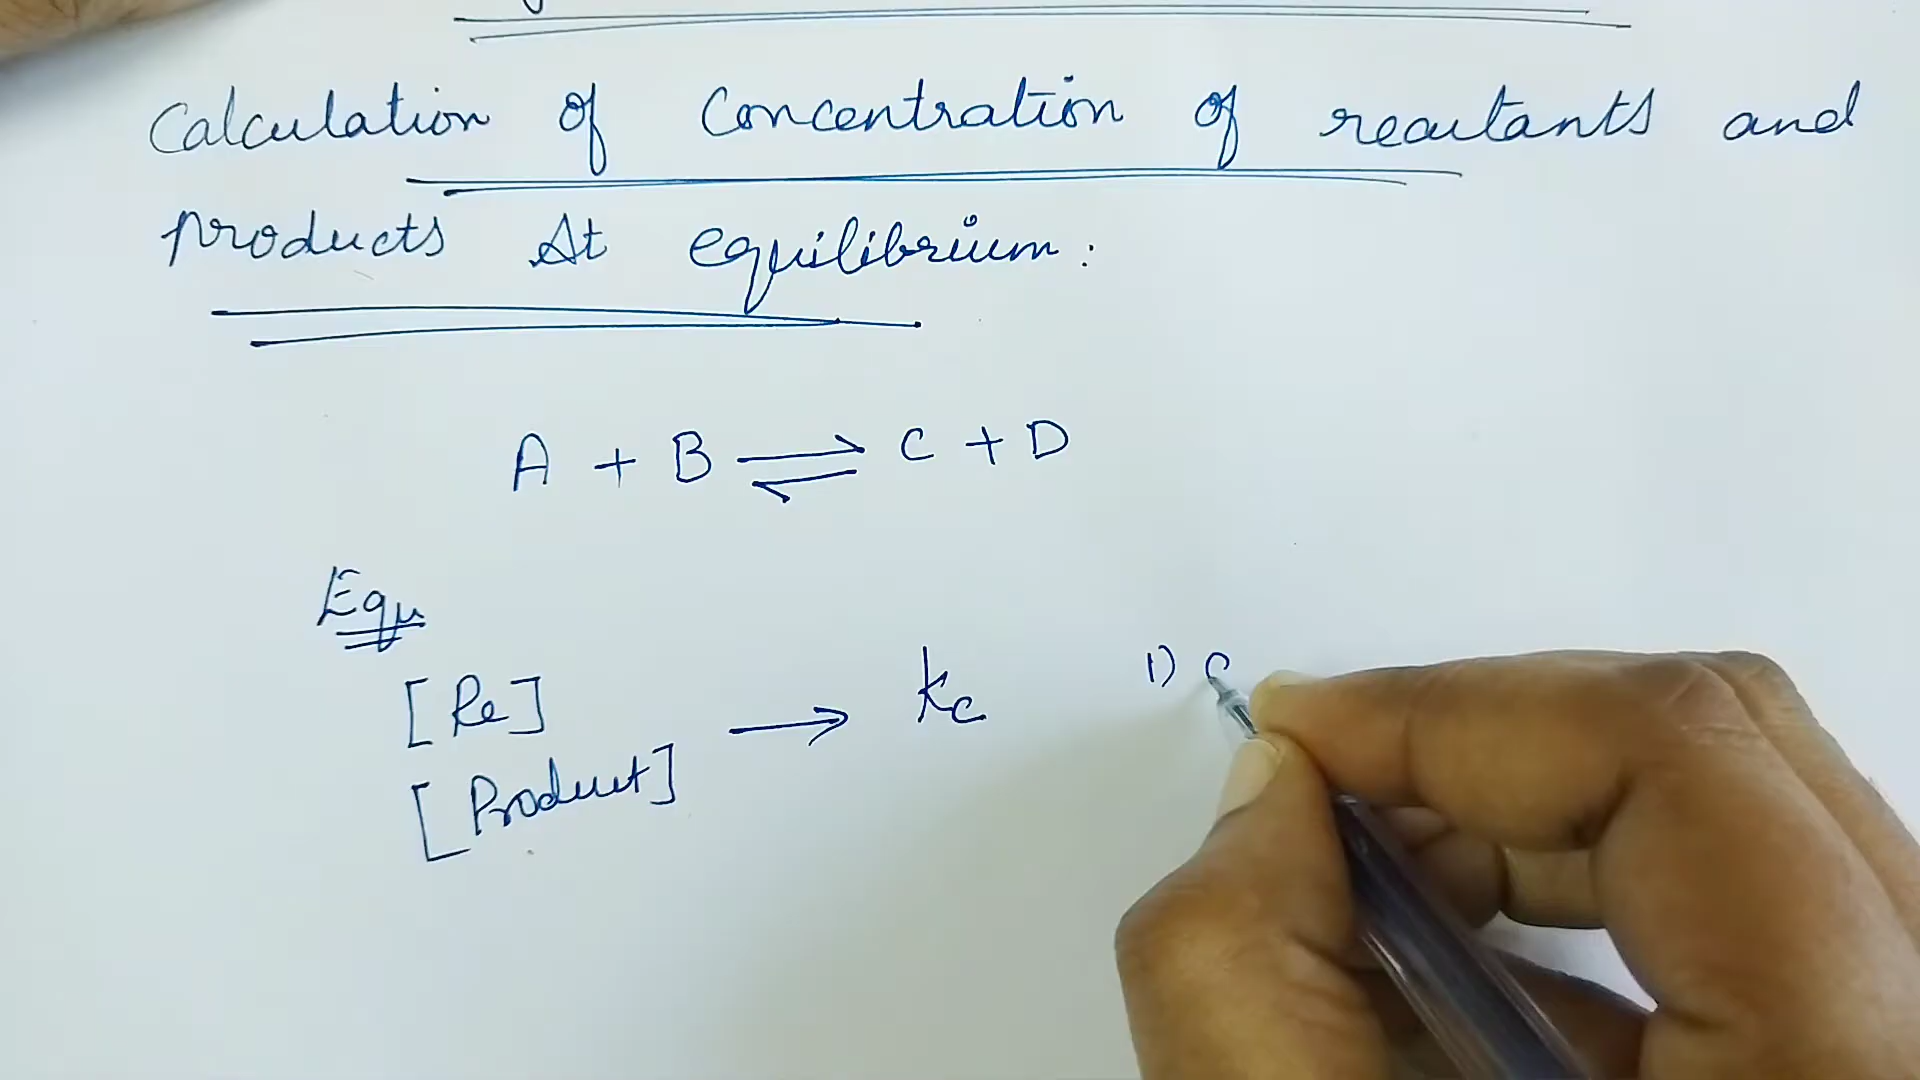 Calculation of Concentration of reactants and
products At equilibrium:
A + B ⇌ C + D
Equ
[Re]
[Product] → kc
1) C